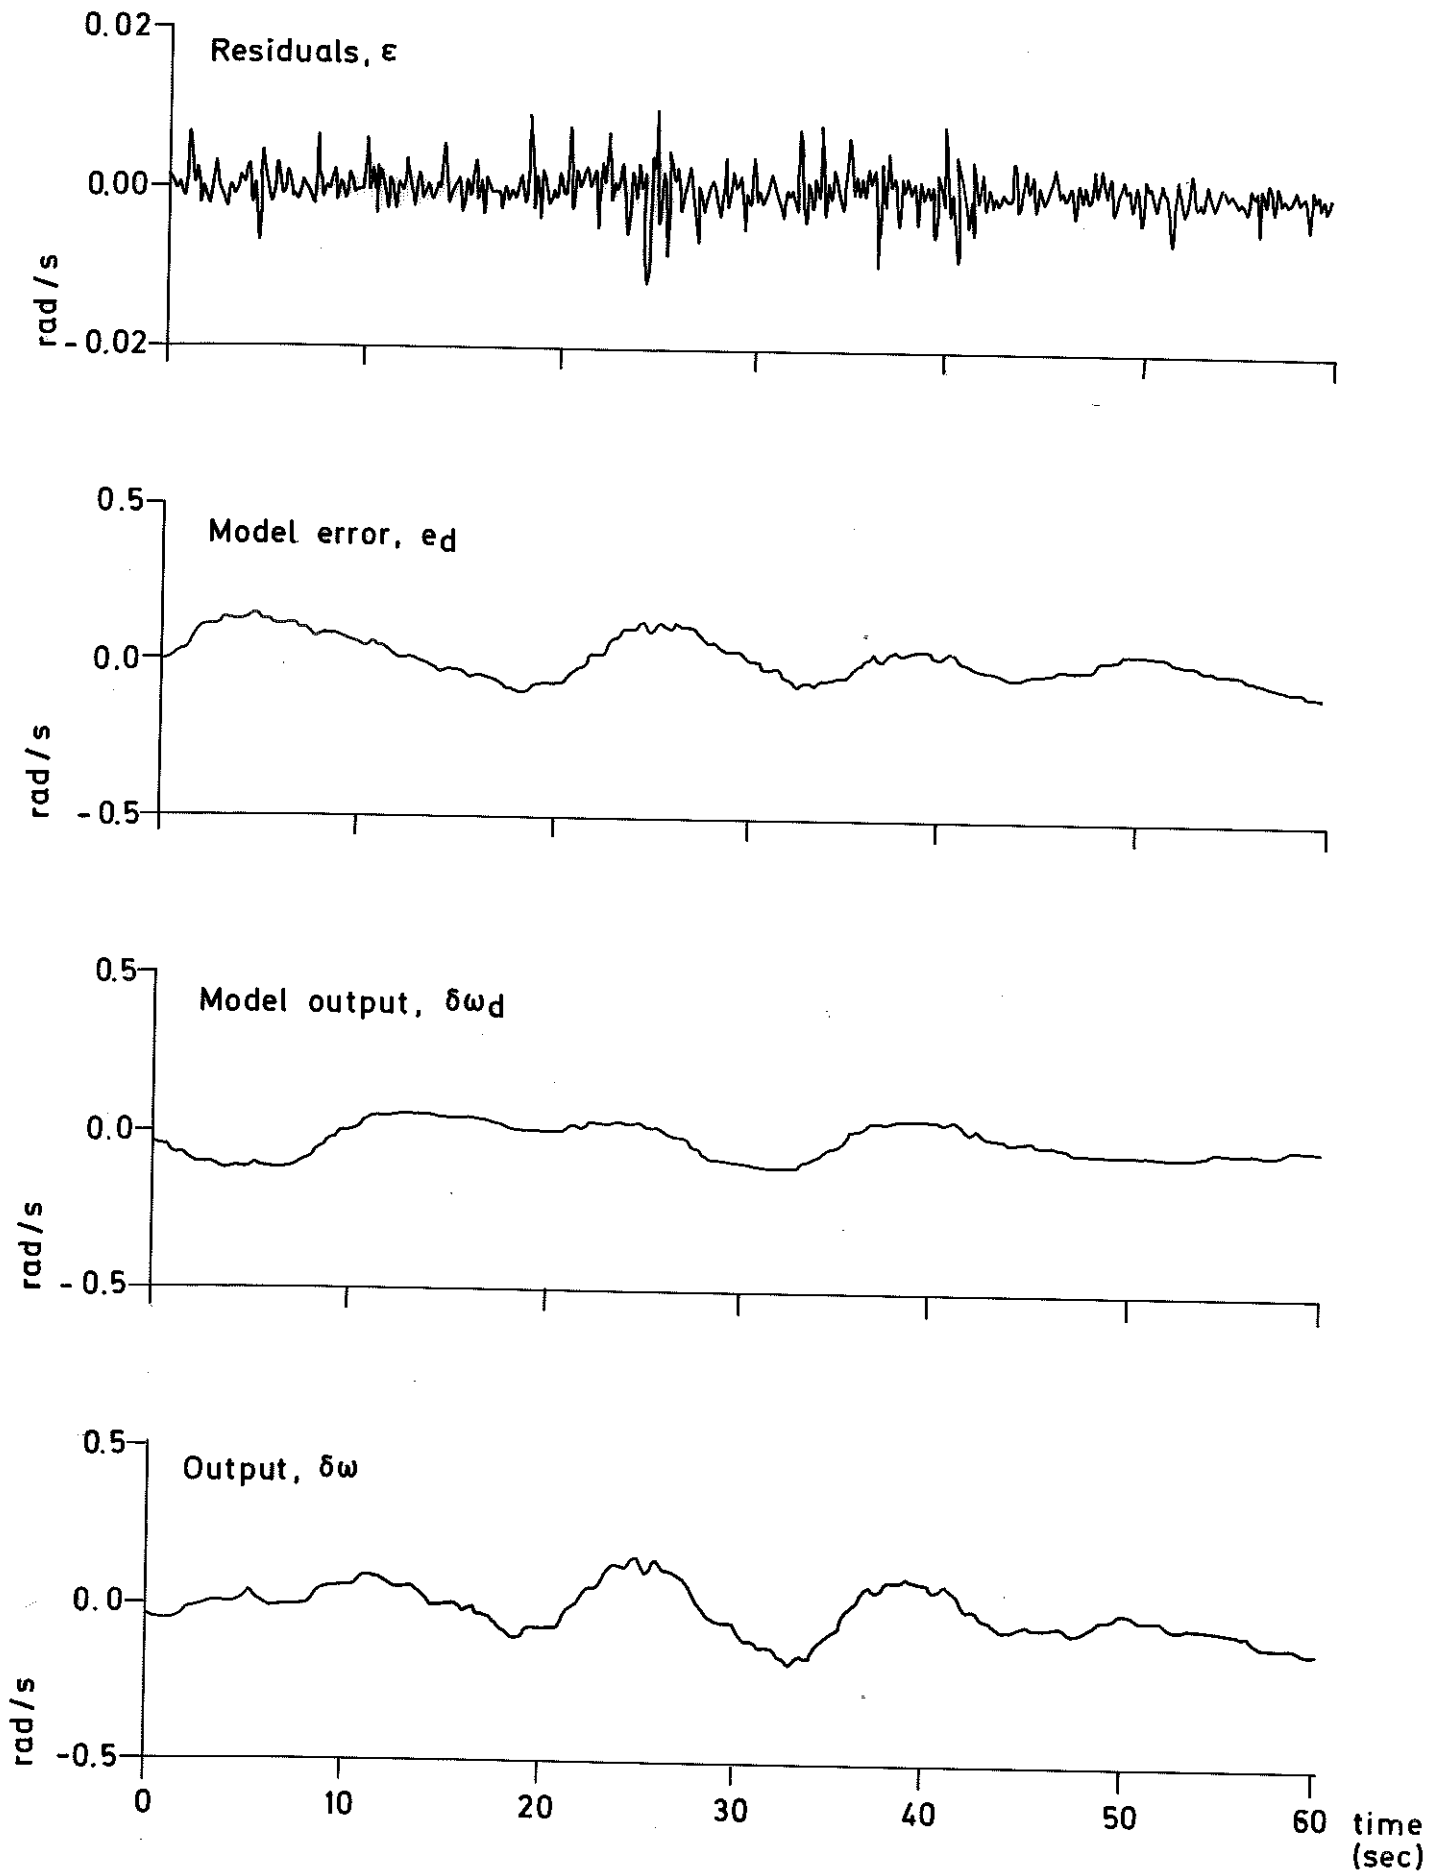 0.02
Residuals, ε
0.00
rad/s
-0.02
0.5
Model error, ed
0.0
rad/s
-0.5
0.5
Model output, δωd
0.0
rad/s
-0.5
0.5
Output, δω
0.0
rad/s
-0.5
0 10 20 30 40 50 60 time
(sec)